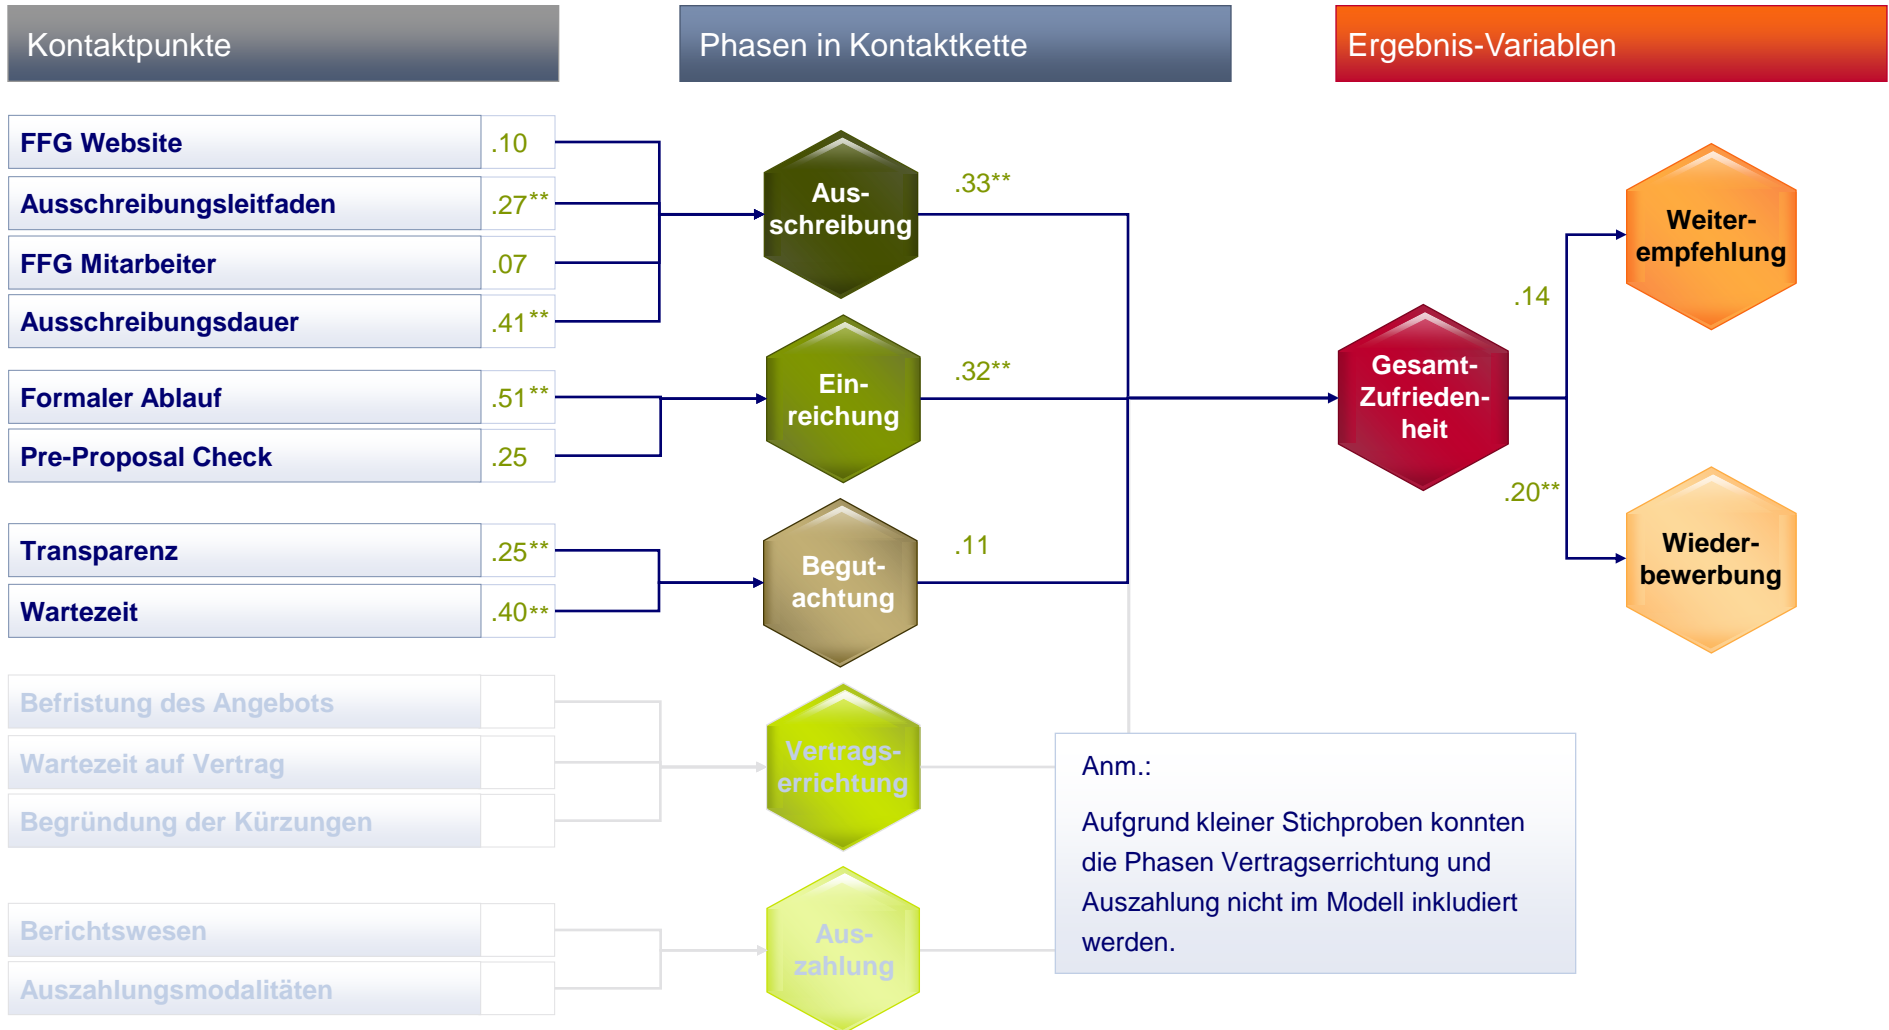 Kontaktpunkte
Phasen in Kontaktkette
Ergebnis-Variablen
FFG Website .10
Ausschreibungsleitfaden .27**
FFG Mitarbeiter .07
Ausschreibungsdauer .41**
Formaler Ablauf .51**
Pre-Proposal Check .25
Transparenz .25**
Wartezeit .40**
Befristung des Angebots
Wartezeit auf Vertrag
Begründung der Kürzungen
Berichtswesen
Auszahlungsmodalitäten
Aus-
schreibung
.33**
Ein-
reichung
.32**
Begut-
achtung
.11
Vertrags-
errichtung
Aus-
zahlung
Gesamt-
Zufrieden-
heit
.14
.20**
Weiter-
empfehlung
Wieder-
bewerbung
Anm.:
Aufgrund kleiner Stichproben konnten
die Phasen Vertragserrichtung und
Auszahlung nicht im Modell inkludiert
werden.